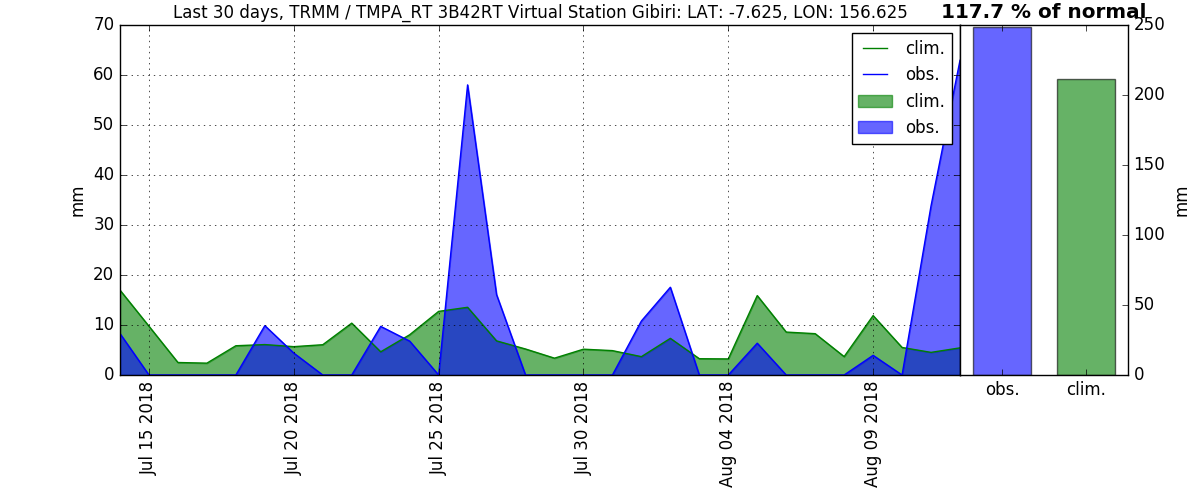 Last 30 days, TRMM / TMPA_RT 3B42RT Virtual Station Gibiri: LAT: -7.625, LON: 156.625
117.7 % of normal
70
60
50
40
30
20
10
0
mm
clim.
obs.
clim.
obs.
250
200
150
100
50
0
mm
obs.
clim.
Jul 15 2018
Jul 20 2018
Jul 25 2018
Jul 30 2018
Aug 04 2018
Aug 09 2018